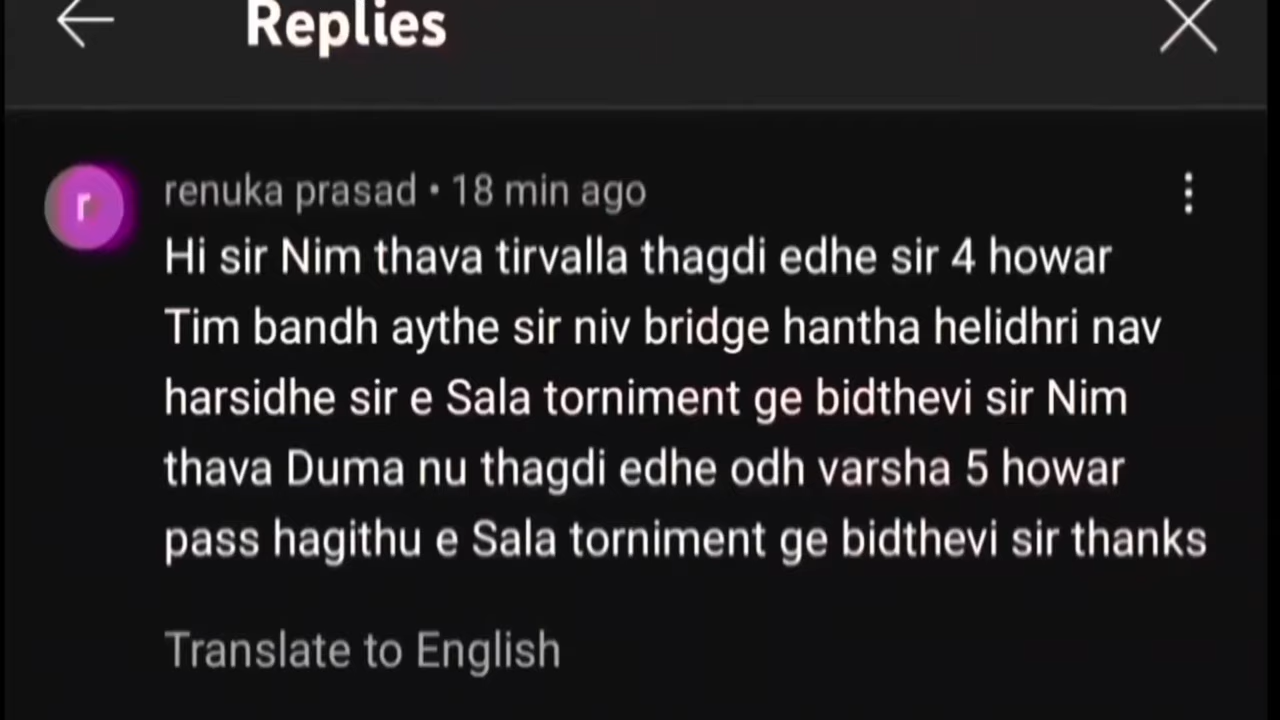 Replies
renuka prasad • 18 min ago
Hi sir Nim thava tirvalla thagdi edhe sir 4 howar
Tim bandh aythe sir niv bridge hantha helidhri nav
harsidhe sir e Sala torniment ge bidthevi sir Nim
thava Duma nu thagdi edhe odh varsha 5 howar
pass hagithu e Sala torniment ge bidthevi sir thanks
Translate to English
r